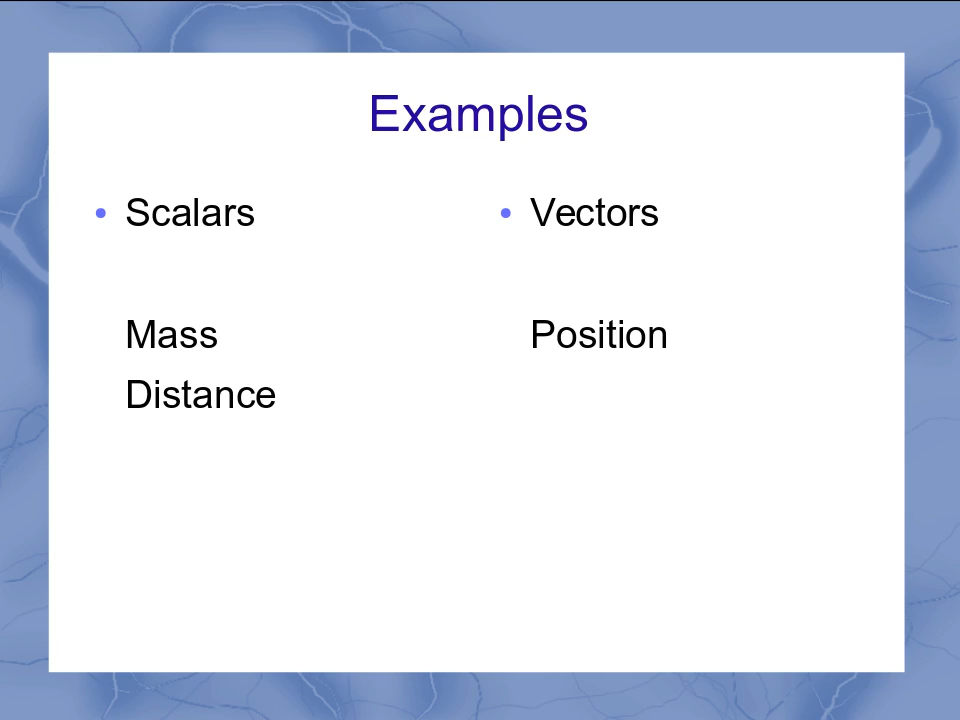 Examples
• Scalars
Mass
Distance
• Vectors
Position